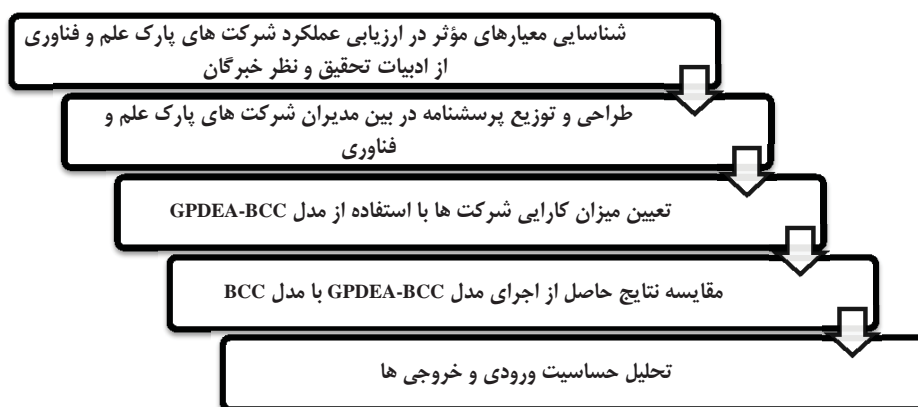 شناسایی معیارهای مؤثر در ارزیابی عملکرد شرکت های پارک علم و فناوری
از ادبیات تحقیق و نظر خبرگان
طراحی و توزیع پرسشنامه در بین مدیران شرکت های پارک علم و
فناوری
تعیین میزان کارایی شرکت ها با استفاده از مدل GPDEA-BCC
مقایسه نتایج حاصل از اجرای مدل GPDEA-BCC با مدل BCC
تحلیل حساسیت ورودی و خروجی ها